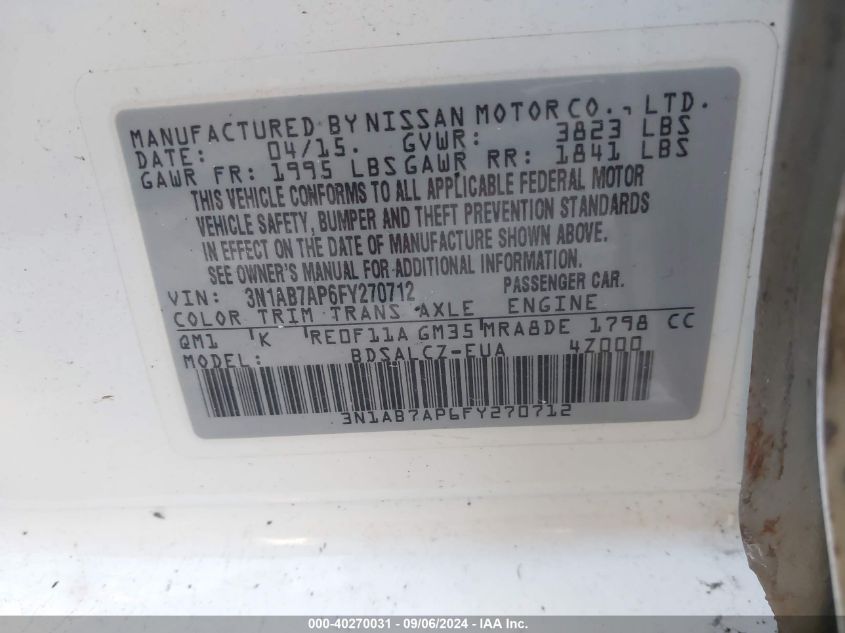 MANUFACTURED BY NISSAN MOTOR CO., LTD.
DATE: 04/15. GVWR: 3823 LBS
GAWR FR: 1995 LBS GAWR RR: 1841 LBS
THIS VEHICLE CONFORMS TO ALL APPLICABLE FEDERAL MOTOR
VEHICLE SAFETY, BUMPER AND THEFT PREVENTION STANDARDS
IN EFFECT ON THE DATE OF MANUFACTURE SHOWN ABOVE.
SEE OWNER'S MANUAL FOR ADDITIONAL INFORMATION.
VIN: 3N1AB7AP6FY270712 PASSENGER CAR.
COLOR TRIM TRANS AXLE ENGINE
QM1 K RE0F11A GM35 MRA8DE 1798 CC
MODEL: BDSALCZ-EUA 4Z000
3N1AB7AP6FY270712
000-40270031 - 09/06/2024 - IAA Inc.